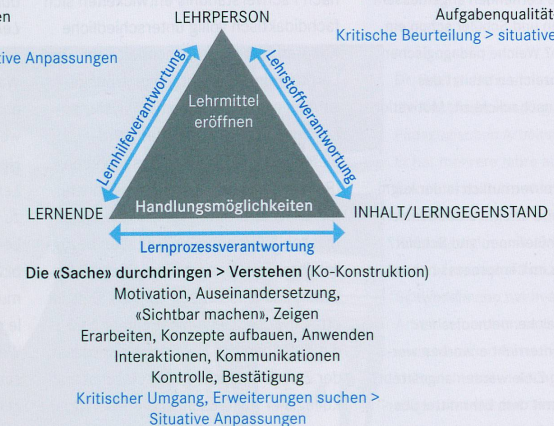 LEHRPERSON
Aufgabenqualität
Kritische Beurteilung > situative
Anpassungen
Lernhilfeverantwortung
Lehrstoffverantwortung
Lehrmittel
eröffnen
Handlungsmöglichkeiten
LERNENDE
INHALT/LERNGEGENSTAND
Lernprozessverantwortung
Die «Sache» durchdringen > Verstehen (Ko-Konstruktion)
Motivation, Auseinandersetzung,
«Sichtbar machen», Zeigen
Erarbeiten, Konzepte aufbauen, Anwenden
Interaktionen, Kommunikationen
Kontrolle, Bestätigung
Kritischer Umgang, Erweiterungen suchen >
Situative Anpassungen